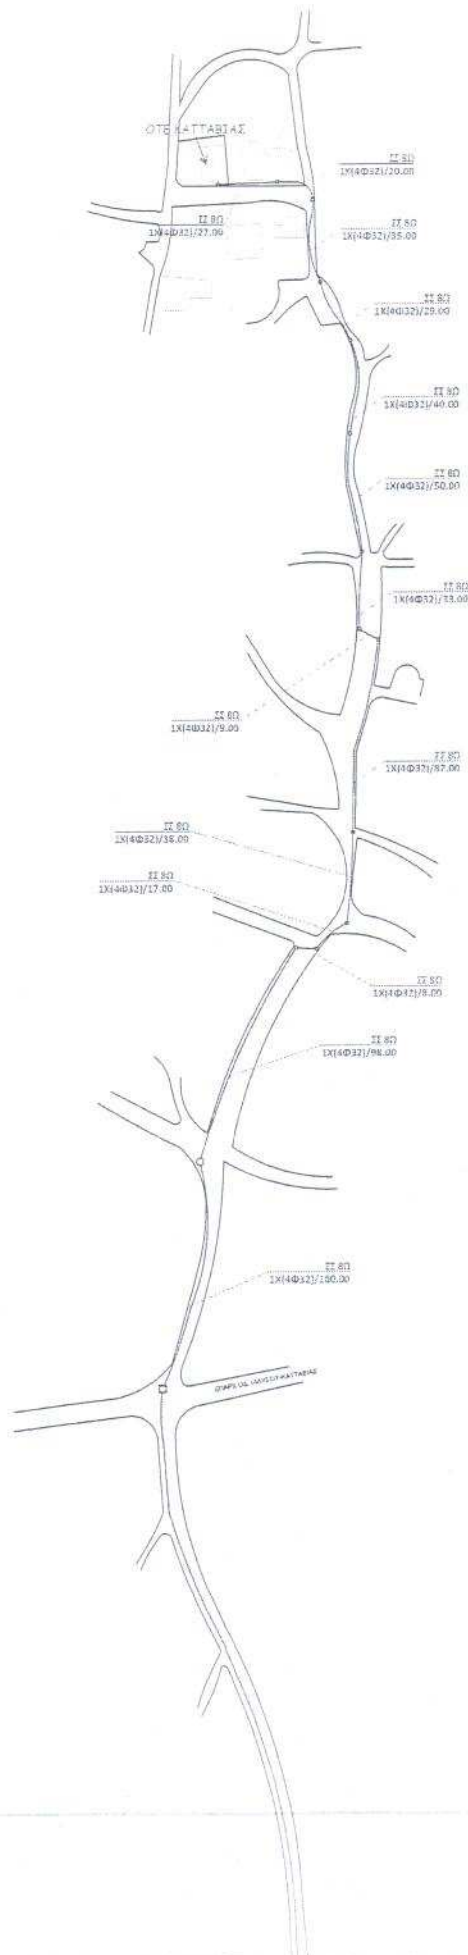 ΟΤΕ ΚΑΤΤΑΒΙΑΣ
ΣΣ 8Ω
1Χ(4Φ32)/20.00
ΣΣ 8Ω
1Χ(4Φ32)/27.00
ΣΣ 8Ω
1Χ(4Φ32)/35.00
ΣΣ 8Ω
1Χ(4Φ32)/29.00
ΣΣ 8Ω
1Χ(4Φ32)/40.00
ΣΣ 8Ω
1Χ(4Φ32)/50.00
ΣΣ 8Ω
1Χ(4Φ32)/33.00
ΣΣ 8Ω
1Χ(4Φ32)/9.00
ΣΣ 8Ω
1Χ(4Φ32)/87.00
ΣΣ 8Ω
1Χ(4Φ32)/38.00
ΣΣ 8Ω
1Χ(4Φ32)/17.00
ΣΣ 8Ω
1Χ(4Φ32)/8.00
ΣΣ 8Ω
1Χ(4Φ32)/98.00
ΣΣ 8Ω
1Χ(4Φ32)/100.00